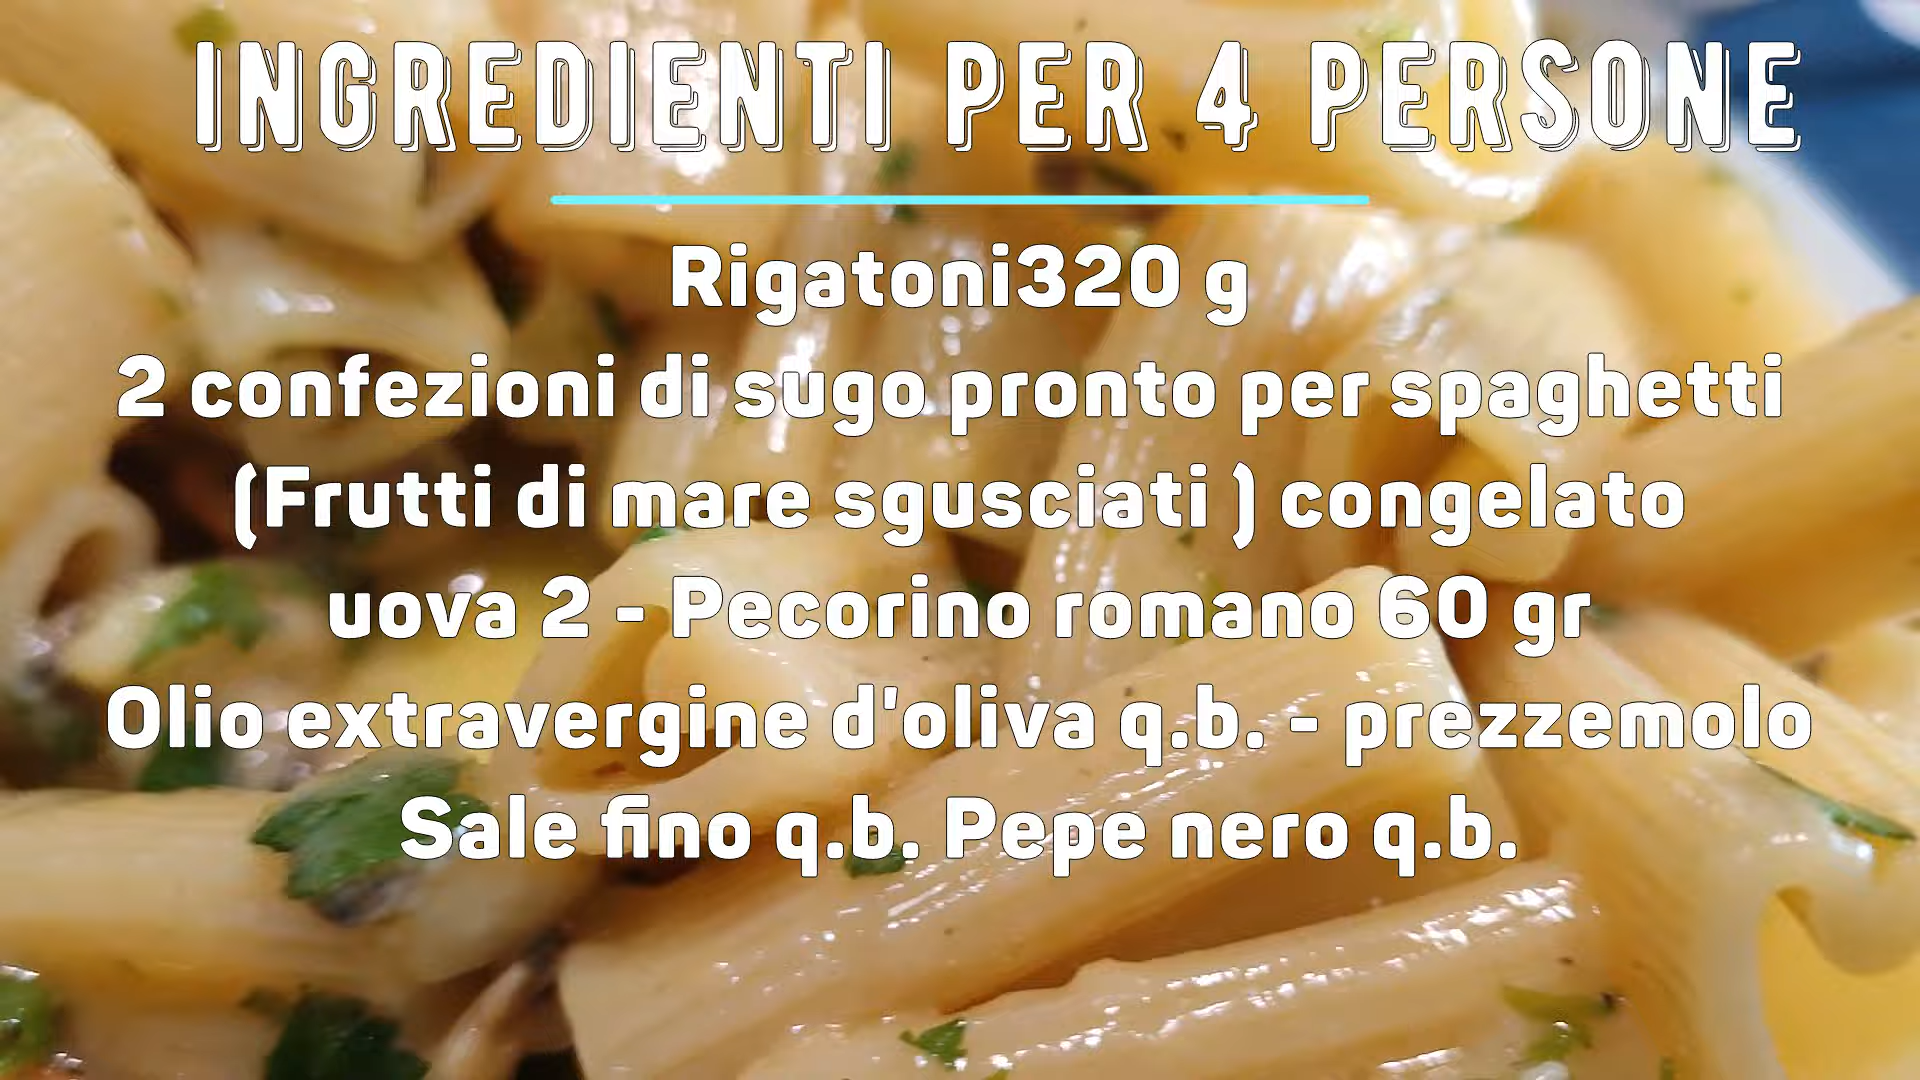 INGREDIENTI PER 4 PERSONE
Rigatoni320 g
2 confezioni di sugo pronto per spaghetti
(Frutti di mare sgusciati ) congelato
uova 2 - Pecorino romano 60 gr
Olio extravergine d'oliva q.b. - prezzemolo
Sale fino q.b. Pepe nero q.b.